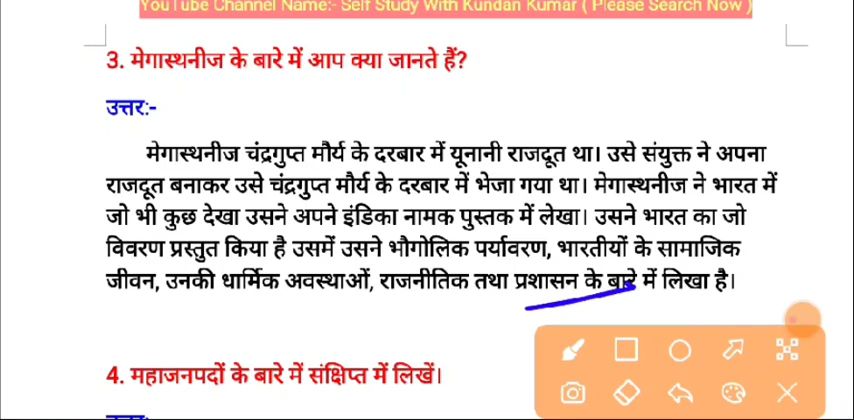 YouTube Channel Name:- Self Study With Kundan Kumar ( Please Search Now )
3. मेगास्थनीज के बारे में आप क्या जानते हैं?
उत्तर:-
मेगास्थनीज चंद्रगुप्त मौर्य के दरबार में यूनानी राजदूत था। उसे संयुक्त ने अपना
राजदूत बनाकर उसे चंद्रगुप्त मौर्य के दरबार में भेजा गया था। मेगास्थनीज ने भारत में
जो भी कुछ देखा उसने अपने इंडिका नामक पुस्तक में लेखा। उसने भारत का जो
विवरण प्रस्तुत किया है उसमें उसने भौगोलिक पर्यावरण, भारतीयों के सामाजिक
जीवन, उनकी धार्मिक अवस्थाओं, राजनीतिक तथा प्रशासन के बारे में लिखा है।
4. महाजनपदों के बारे में संक्षिप्त में लिखें।